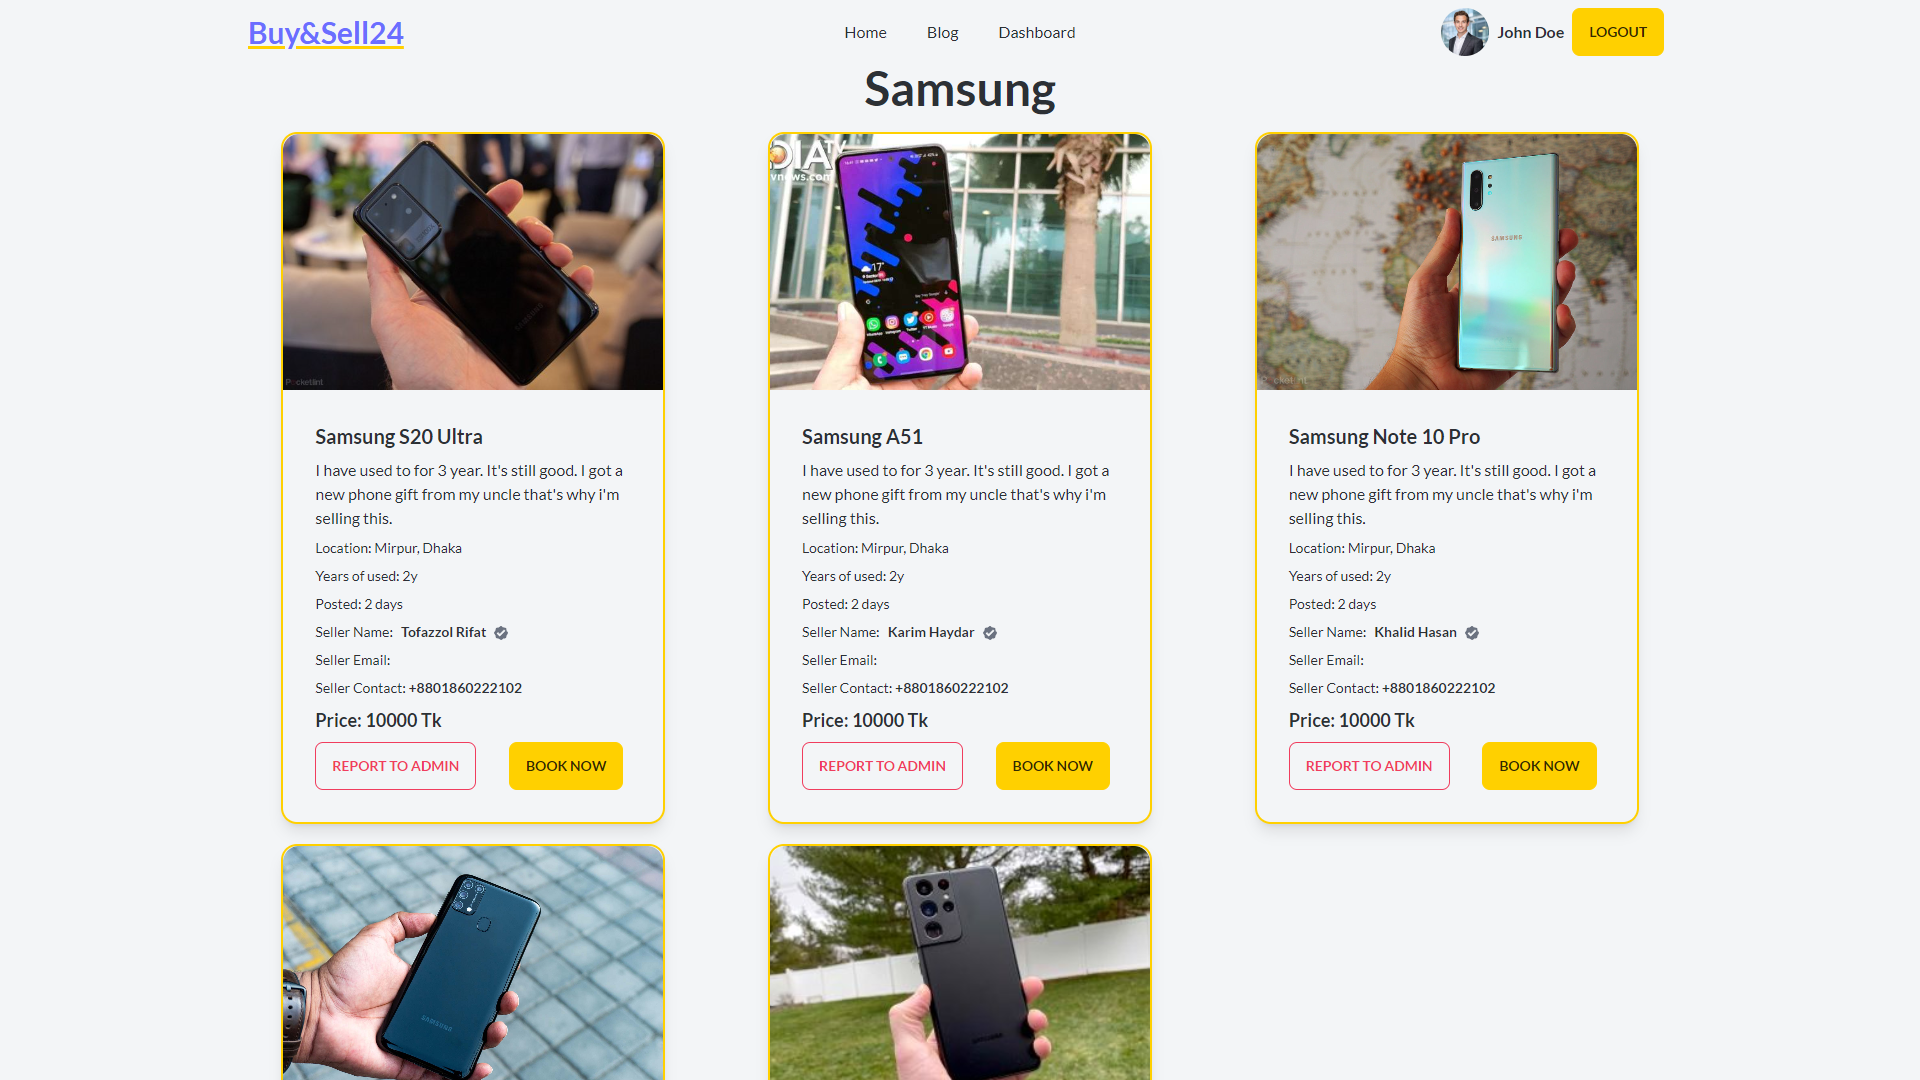 Buy&Sell24
Home
Blog
Dashboard
John Doe
LOGOUT
Samsung
DIA TV
vnews.com
SAMSUNG
Pocketlint
Samsung S20 Ultra
I have used to for 3 year. It's still good. I got a
new phone gift from my uncle that's why i'm
selling this.
Location: Mirpur, Dhaka
Years of used: 2y
Posted: 2 days
Seller Name: Tofazzol Rifat
Seller Email:
Seller Contact: +8801860222102
Price: 10000 Tk
REPORT TO ADMIN
BOOK NOW
Samsung A51
I have used to for 3 year. It's still good. I got a
new phone gift from my uncle that's why i'm
selling this.
Location: Mirpur, Dhaka
Years of used: 2y
Posted: 2 days
Seller Name: Karim Haydar
Seller Email:
Seller Contact: +8801860222102
Price: 10000 Tk
REPORT TO ADMIN
BOOK NOW
Samsung Note 10 Pro
I have used to for 3 year. It's still good. I got a
new phone gift from my uncle that's why i'm
selling this.
Location: Mirpur, Dhaka
Years of used: 2y
Posted: 2 days
Seller Name: Khalid Hasan
Seller Email:
Seller Contact: +8801860222102
Price: 10000 Tk
REPORT TO ADMIN
BOOK NOW
SAMSUNG